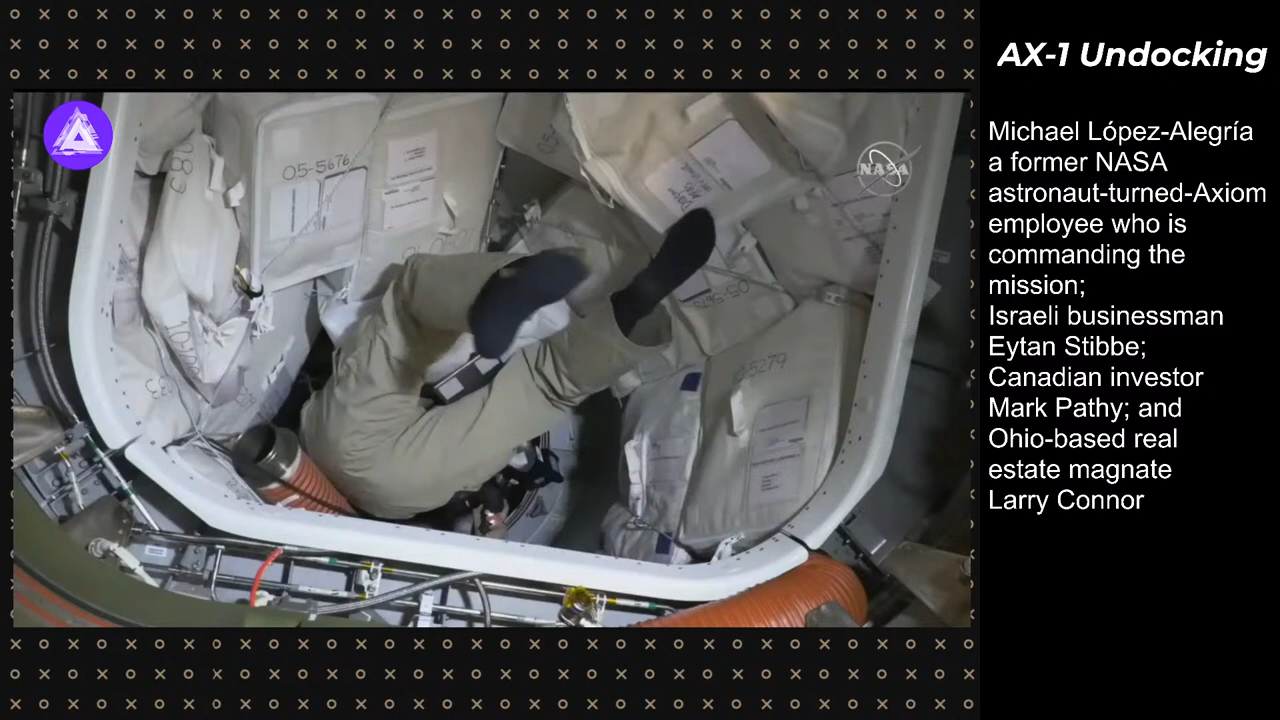 AX-1 Undocking
Michael López-Alegría
a former NASA
astronaut-turned-Axiom
employee who is
commanding the
mission;
Israeli businessman
Eytan Stibbe;
Canadian investor
Mark Pathy; and
Ohio-based real
estate magnate
Larry Connor
NASA
05-5676